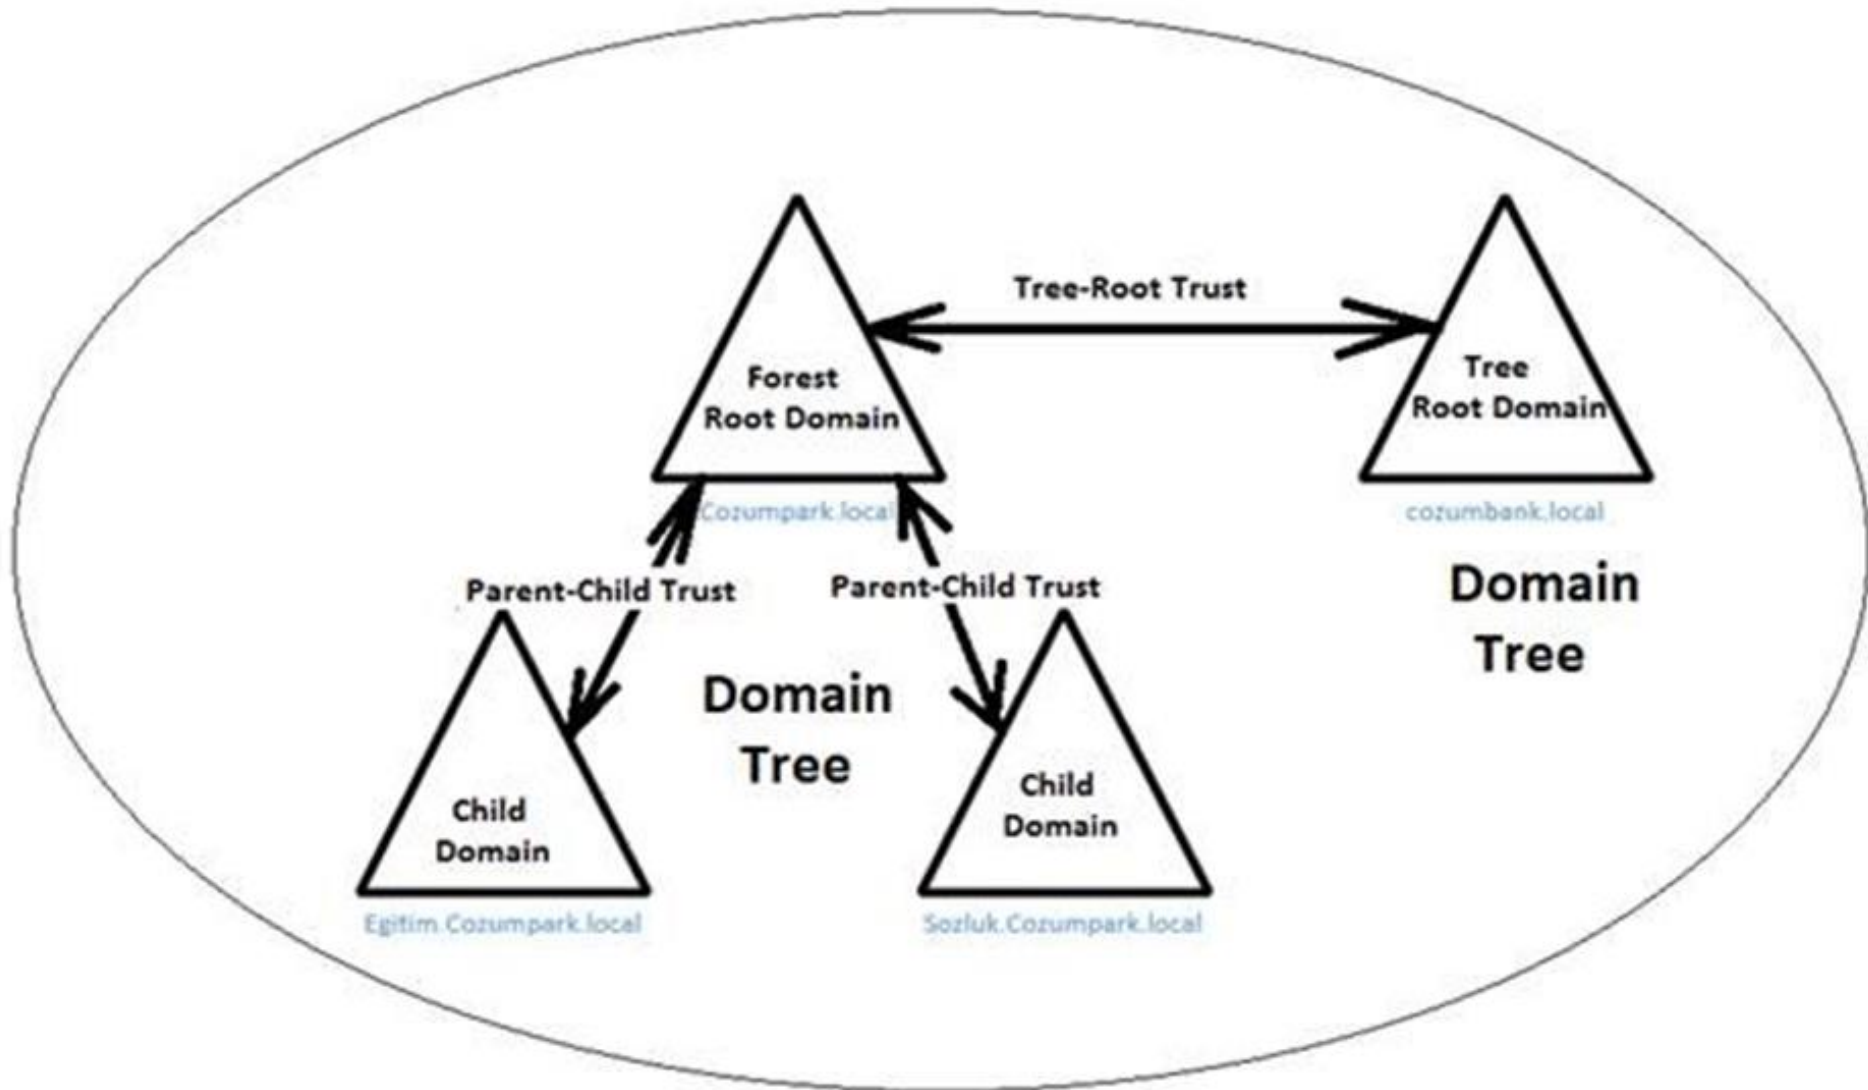 Tree-Root Trust
Forest
Root Domain
Tree
Root Domain
Cozumpark.local
cozumbank.local
Parent-Child Trust
Parent-Child Trust
Domain
Tree
Domain
Tree
Child
Domain
Child
Domain
Egitim.Cozumpark.local
Sozluk.Cozumpark.local